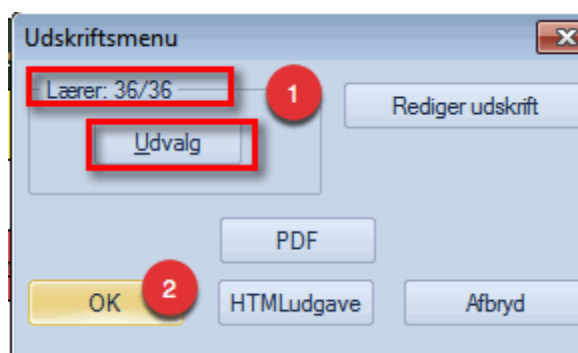 Udskriftsmenu
Lærer: 36/36
1
Rediger udskrift
Udvalg
PDF
OK
2
HTMLudgave
Afbryd